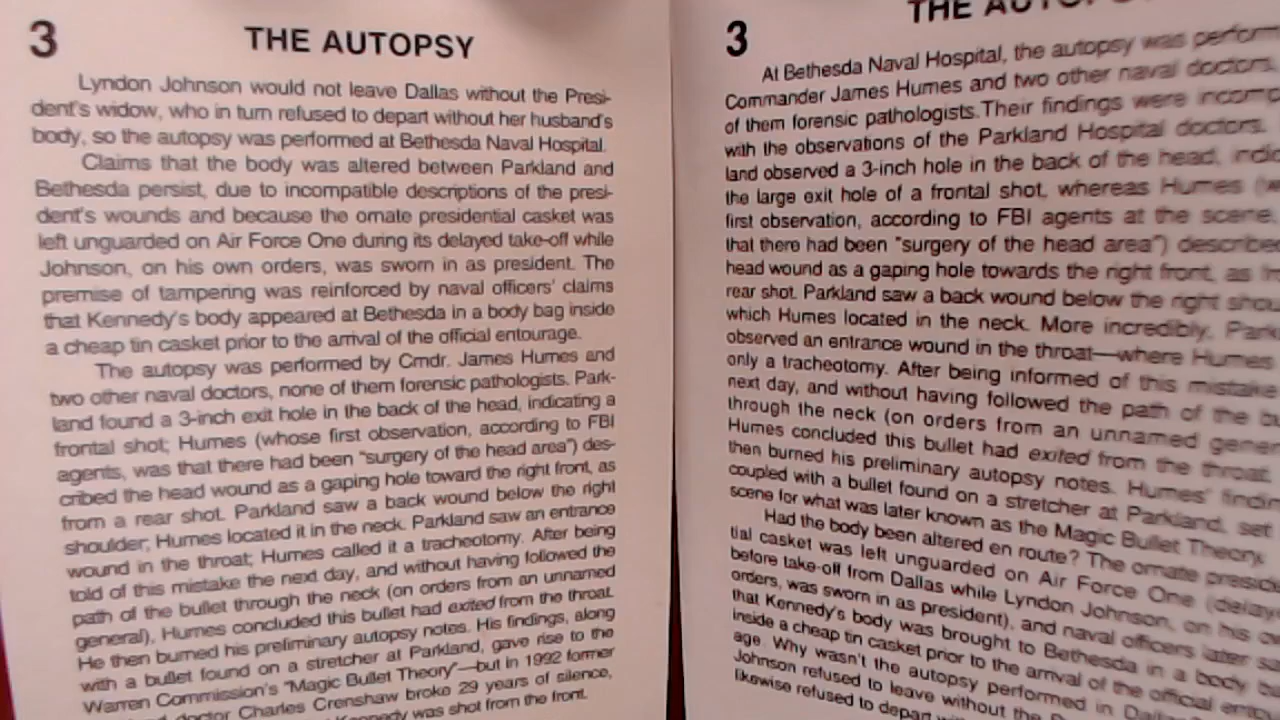 3
THE AUTOPSY
Lyndon Johnson would not leave Dallas without the Presi-
dent's widow, who in turn refused to depart without her husband's
body, so the autopsy was performed at Bethesda Naval Hospital.
Claims that the body was altered between Parkland and
Bethesda persist, due to incompatible descriptions of the presi-
dent's wounds and because the ornate presidential casket was
left unguarded on Air Force One during its delayed take-off while
Johnson, on his own orders, was sworn in as president. The
premise of tampering was reinforced by naval officers' claims
that Kennedy's body appeared at Bethesda in a body bag inside
a cheap tin casket prior to the arrival of the official entourage.
The autopsy was performed by Cmdr. James Humes and
two other naval doctors, none of them forensic pathologists. Park-
land found a 3-inch exit hole in the back of the head, indicating a
frontal shot; Humes (whose first observation, according to FBI
agents, was that there had been "surgery of the head area") des-
cribed the head wound as a gaping hole toward the right front, as
from a rear shot. Parkland saw a back wound below the right
shoulder; Humes located it in the neck. Parkland saw an entrance
wound in the throat; Humes called it a tracheotomy. After being
told of this mistake the next day, and without having followed the
path of the bullet through the neck (on orders from an unnamed
general), Humes concluded this bullet had exited from the throat.
He then burned his preliminary autopsy notes. His findings, along
with a bullet found on a stretcher at Parkland, gave rise to the
Warren Commission's "Magic Bullet Theory"—but in 1992 former
doctor Charles Crenshaw broke 29 years of silence,
Kennedy was shot from the front.
3
THE
At Bethesda Naval Hospital, the autopsy was
Commander James Humes and two other naval doctors,
of them forensic pathologists. Their findings were
with the observations of the Parkland Hospital doctors.
land observed a 3-inch hole in the back of the head,
the large exit hole of a frontal shot, whereas Humes
first observation, according to FBI agents at the scene,
that there had been "surgery of the head area")
head wound as a gaping hole towards the right front, as
rear shot. Parkland saw a back wound below the right
which Humes located in the neck. More incredibly,
observed an entrance wound in the throat—where Humes
only a tracheotomy. After being informed of this mistake
next day, and without having followed the path of the
through the neck (on orders from an unnamed
Humes concluded this bullet had exited from the throat.
then burned his preliminary autopsy notes. Humes'
coupled with a bullet found on a stretcher at Parkland, set
scene for what was later known as the Magic Bullet Theory.
Had the body been altered en route? The ornate
tial casket was left unguarded on Air Force One
before take-off from Dallas while Lyndon Johnson, on his
orders, was sworn in as president), and naval officers later
that Kennedy's body was brought to Bethesda in a body
inside a cheap tin casket prior to the arrival of the official
age. Why wasn't the autopsy performed in
Johnson refused to leave without the
likewise refused to depart